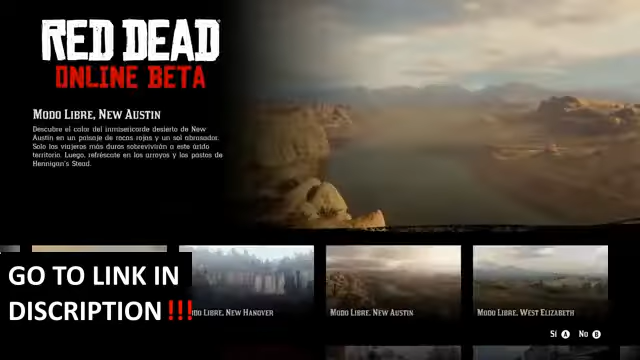 RED DEAD
ONLINE BETA
Modo Libre, New Austin
Descubre el calor del inmisericorde desierto de New
Austin en un paisaje de rocas rojas y un sol abrasador.
Solo los viajeros más duros sobrevivirán a este árido
territorio. Luego, refréscate en los arroyos y los pastos de
Hennigan's Stead.
GO TO LINK IN
DISCRIPTION !!!
Libre, New Hanover
Modo Libre, New Austin
Modo Libre, West Elizabeth
Sí A No B